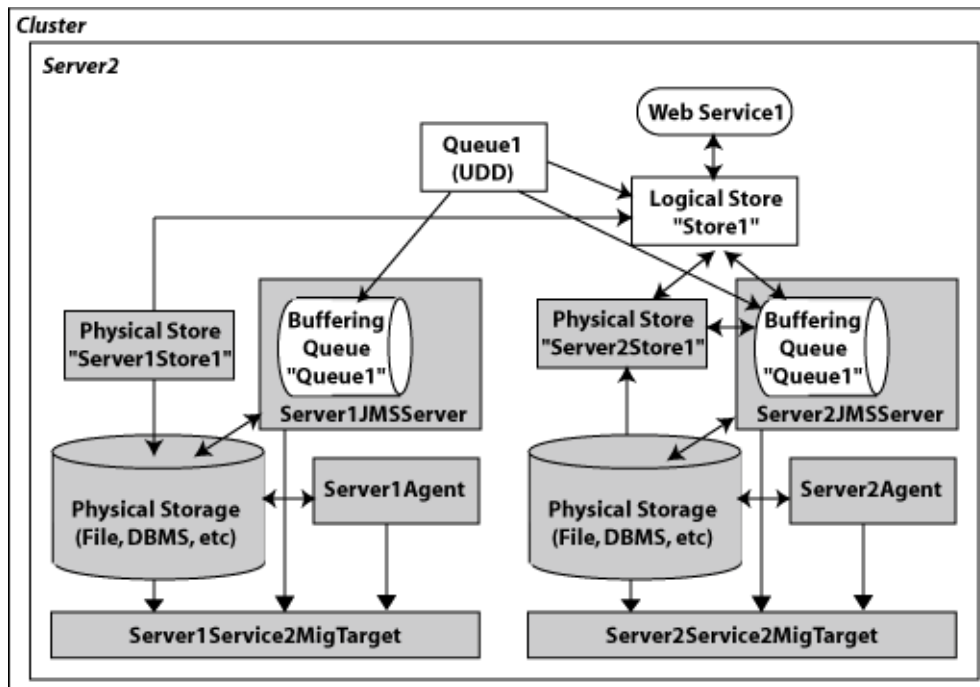 Cluster
Server2
Web Service1
Queue1
(UDD)
Logical Store
"Store1"
Physical Store
"Server1Store1"
Buffering
Queue
"Queue1"
Server1JMSServer
Physical Store
"Server2Store1"
Buffering
Queue
"Queue1"
Server2JMSServer
Physical Storage
(File, DBMS, etc)
Server1Agent
Physical Storage
(File, DBMS, etc)
Server2Agent
Server1Service2MigTarget
Server2Service2MigTarget